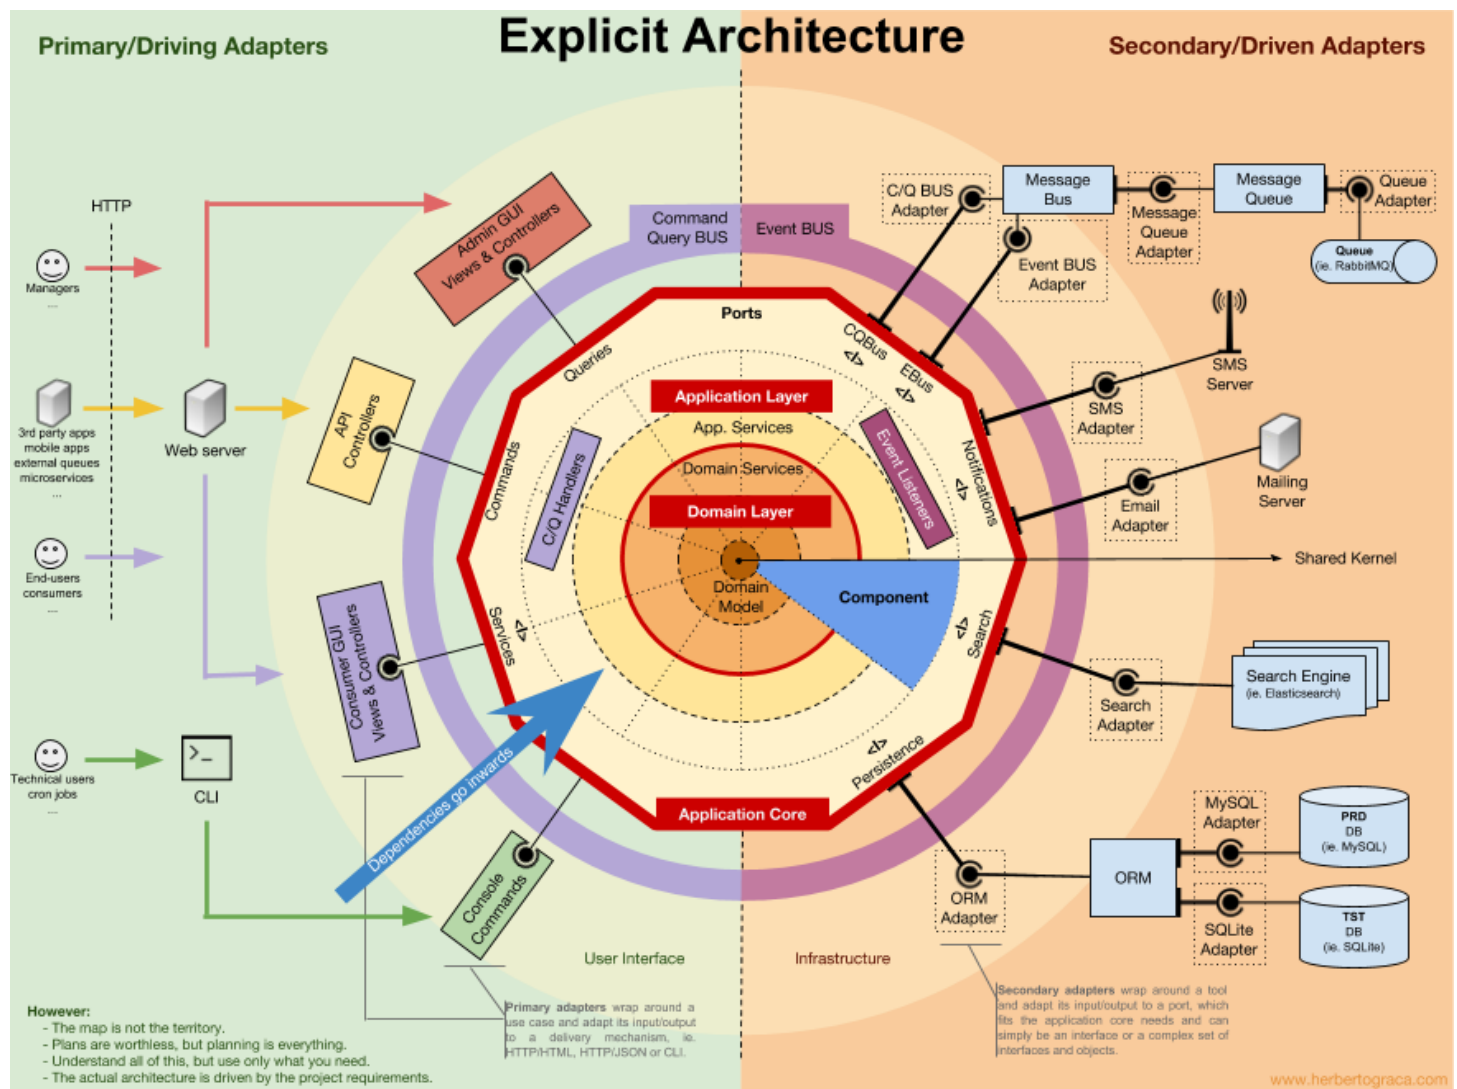 Explicit Architecture
Primary/Driving Adapters
Secondary/Driven Adapters
HTTP
Managers
...
3rd party apps
mobile apps
external queues
microservices
...
End-users
consumers
...
Technical users
cron jobs
...
Web server
>_
CLI
Admin GUI
Views & Controllers
API
Controllers
Consumer GUI
Views & Controllers
Console
Commands
Command
Query BUS
Event BUS
Ports
Queries
Commands
Services
</>
CQBus
</>
EBus
</>
Notifications
</>
Search
</>
Persistence
</>
Application Layer
App. Services
Domain Services
Domain Layer
Domain
Model
C/Q Handlers
Event Listeners
Component
Application Core
Dependencies go inwards
Shared Kernel
C/Q BUS
Adapter
Message
Bus
Event BUS
Adapter
Message
Queue
Adapter
Message
Queue
Queue
Adapter
Queue
(ie. RabbitMQ)
SMS
Adapter
SMS
Server
Email
Adapter
Mailing
Server
Search
Adapter
Search Engine
(ie. Elasticsearch)
ORM
Adapter
ORM
MySQL
Adapter
PRD
DB
(ie. MySQL)
SQLite
Adapter
TST
DB
(ie. SQLite)
User Interface
Infrastructure
Primary adapters wrap around a
use case and adapt its input/output
to a delivery mechanism, ie.
HTTP/HTML, HTTP/JSON or CLI.
Secondary adapters wrap around a tool
and adapt its input/output to a port, which
fits the application core needs and can
simply be an interface or a complex set of
interfaces and objects.
However:
- The map is not the territory.
- Plans are worthless, but planning is everything.
- Understand all of this, but use only what you need.
- The actual architecture is driven by the project requirements.
www.herbertograca.com